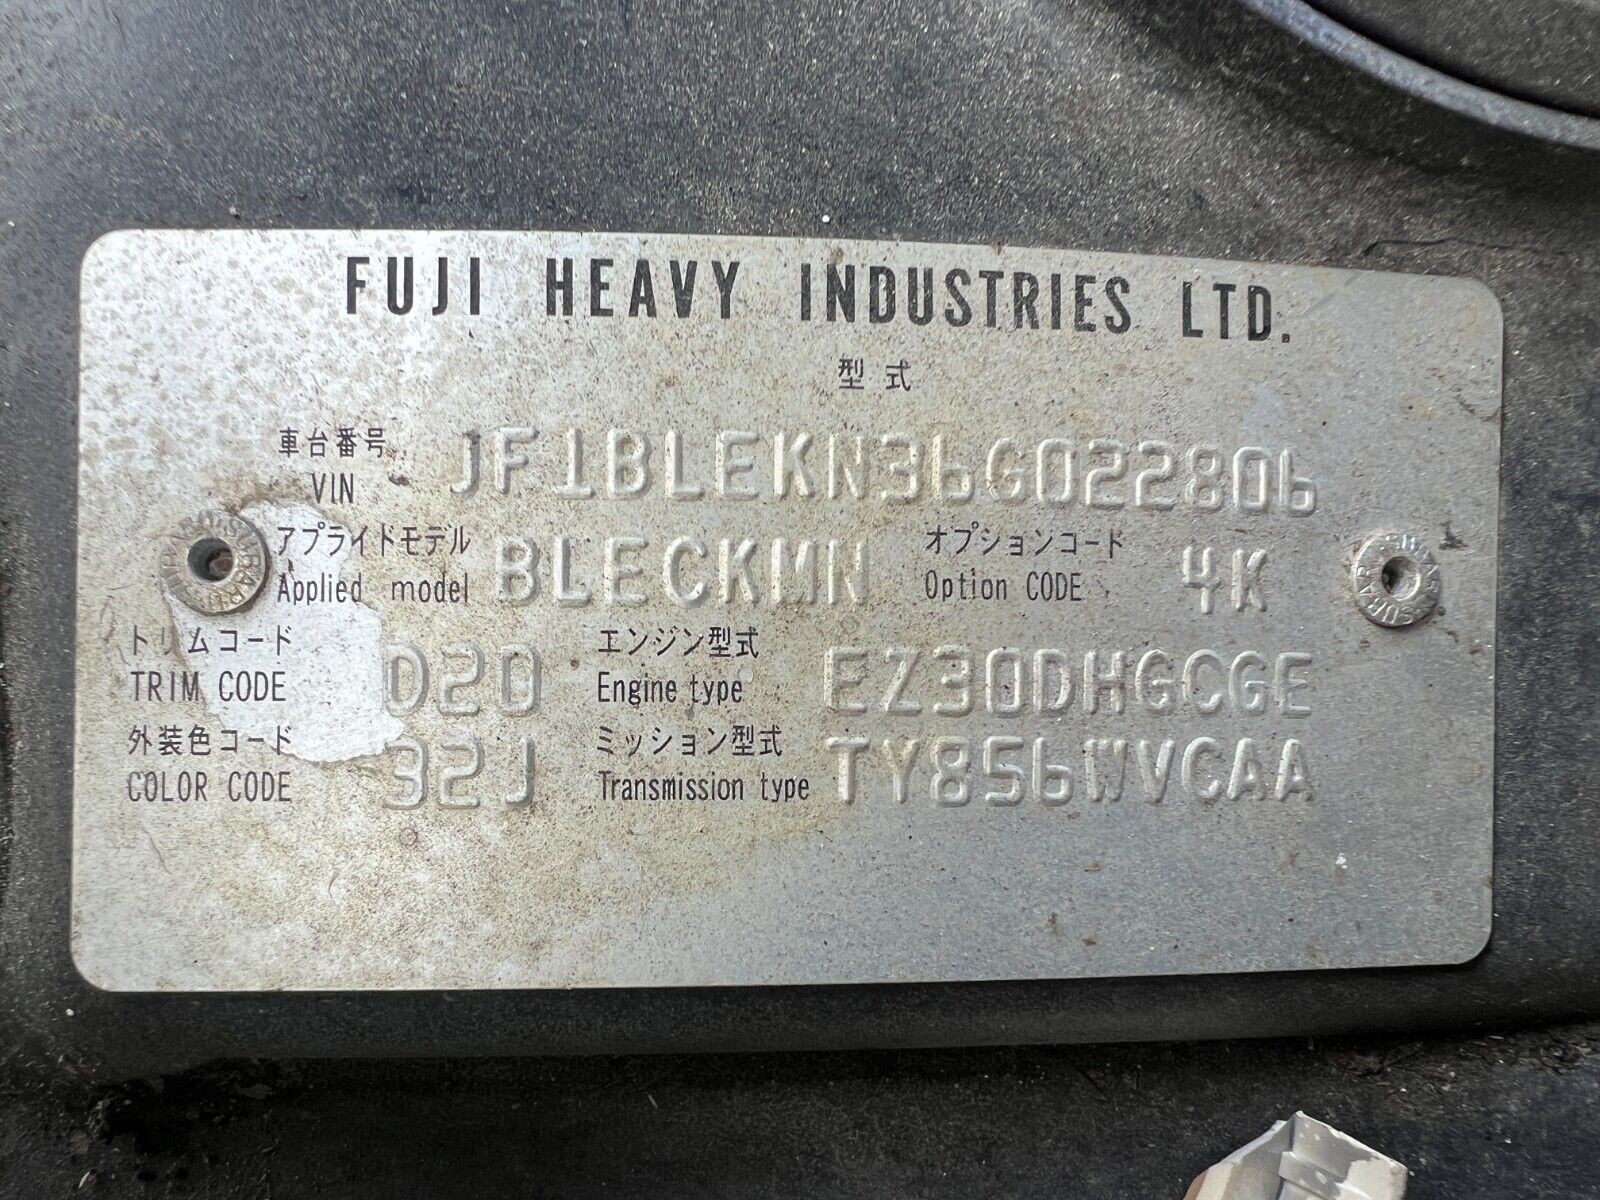 FUJI HEAVY INDUSTRIES LTD.
型式
車台番号
VIN JF1BLEKN36G022806
アプライドモデル オプションコード
Applied model BLECKMN Option CODE 4K
トリムコード エンジン型式
TRIM CODE D20 Engine type EZ30DHGCGE
外装色コード ミッション型式
COLOR CODE 32J Transmission type TY856WVCAA
SUBARU SUBARU